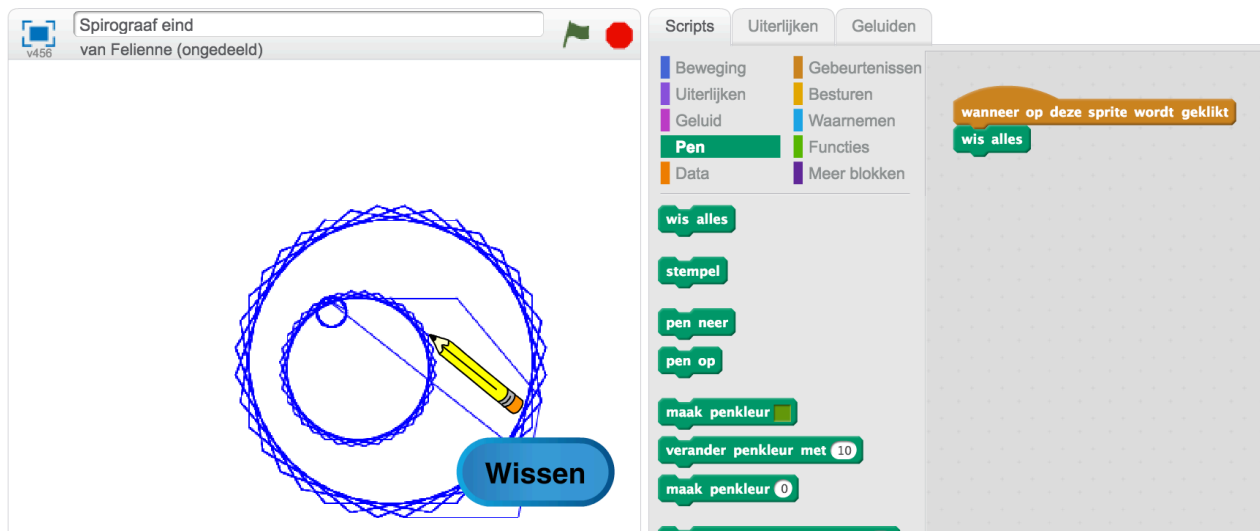 Spirograaf eind
van Felienne (ongedeeld)
v456
Wissen
Scripts
Uiterlijken
Geluiden
Beweging
Gebeurtenissen
Uiterlijken
Besturen
Geluid
Waarnemen
Pen
Functies
Data
Meer blokken
wis alles
stempel
pen neer
pen op
maak penkleur
verander penkleur met 10
maak penkleur 0
wanneer op deze sprite wordt geklikt
wis alles